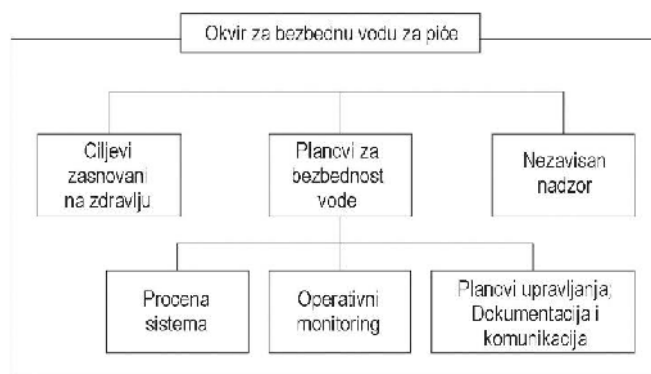 Okvir za bezbednu vodu za piće
Ciljevi
zasnovani
na zdravlju
Planovi za
bezbednost
vode
Nezavisan
nadzor
Procena
sistema
Operativni
monitoring
Planovi upravljanja;
Dokumentacija i
komunikacija